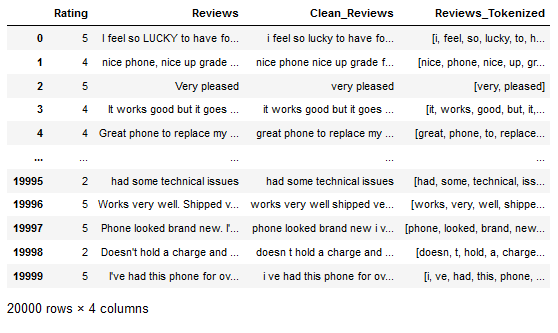 Rating Reviews Clean_Reviews Reviews_Tokenized
0 5 I feel so LUCKY to have fo... i feel so lucky to have fo... [i, feel, so, lucky, to, h...
1 4 nice phone, nice up grade ... nice phone nice up grade f... [nice, phone, nice, up, gr...
2 5 Very pleased very pleased [very, pleased]
3 4 It works good but it goes ... it works good but it goes ... [it, works, good, but, it,...
4 4 Great phone to replace my ... great phone to replace my ... [great, phone, to, replace...
... ... ... ... ...
19995 2 had some technical issues had some technical issues [had, some, technical, iss...
19996 5 Works very well. Shipped v... works very well shipped ve... [works, very, well, shippe...
19997 5 Phone looked brand new. I'... phone looked brand new i v... [phone, looked, brand, new...
19998 2 Doesn't hold a charge and ... doesn t hold a charge and ... [doesn, t, hold, a, charge...
19999 5 I've had this phone for ov... i ve had this phone for ov... [i, ve, had, this, phone, ...
20000 rows × 4 columns